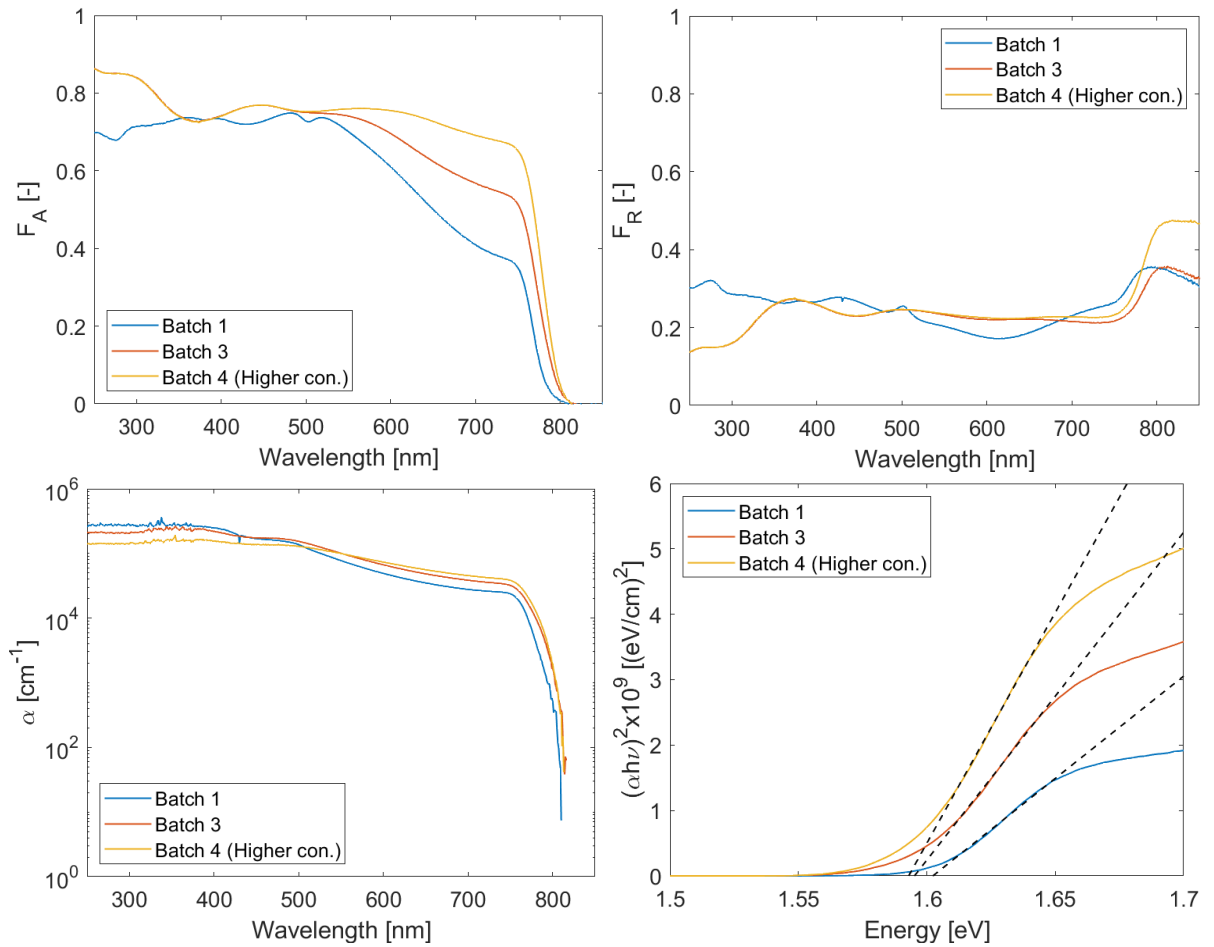 1
0.8
0.6
0.4
0.2
0
F_A [-]
Batch 1
Batch 3
Batch 4 (Higher con.)
300 400 500 600 700 800
Wavelength [nm]
1
0.8
0.6
0.4
0.2
0
F_R [-]
Batch 1
Batch 3
Batch 4 (Higher con.)
300 400 500 600 700 800
Wavelength [nm]
10^6
10^4
10^2
10^0
α [cm^-1]
Batch 1
Batch 3
Batch 4 (Higher con.)
300 400 500 600 700 800
Wavelength [nm]
6
5
4
3
2
1
0
(αhν)^2x10^9 [(eV/cm)^2]
Batch 1
Batch 3
Batch 4 (Higher con.)
1.5 1.55 1.6 1.65 1.7
Energy [eV]